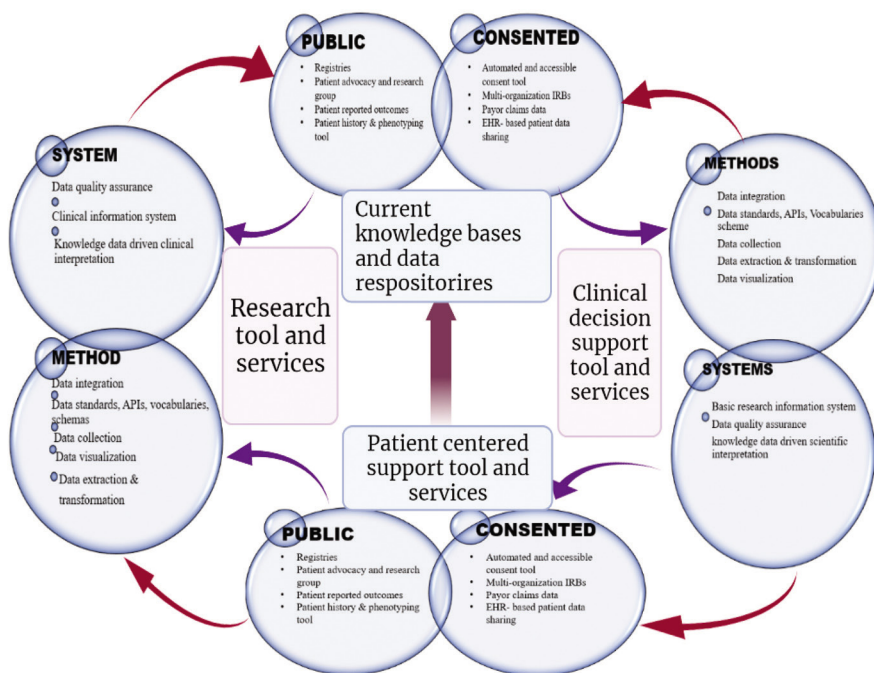 PUBLIC
Registries
Patient advocacy and research
group
Patient reported outcomes
Patient history & phenotyping
tool
CONSENTED
Automated and accessible
consent tool
Multi-organization IRBs
Payor claims data
EHR- based patient data
sharing
SYSTEM
Data quality assurance
Clinical information system
Knowledge data driven clinical
interpretation
METHODS
Data integration
Data standards, APIs, Vocabularies
scheme
Data collection
Data extraction & transformation
Data visualization
Current
knowledge bases
and data
respositorires
Research
tool and
services
Clinical
decision
support
tool and
services
METHOD
Data integration
Data standards, APIs, vocabularies,
schemas
Data collection
Data visualization
Data extraction &
transformation
SYSTEMS
Basic research information system
Data quality assurance
knowledge data driven scientific
interpretation
Patient centered
support tool and
services
PUBLIC
Registries
Patient advocacy and research
group
Patient reported outcomes
Patient history & phenotyping
tool
CONSENTED
Automated and accessible
consent tool
Multi-organization IRBs
Payor claims data
EHR- based patient data
sharing